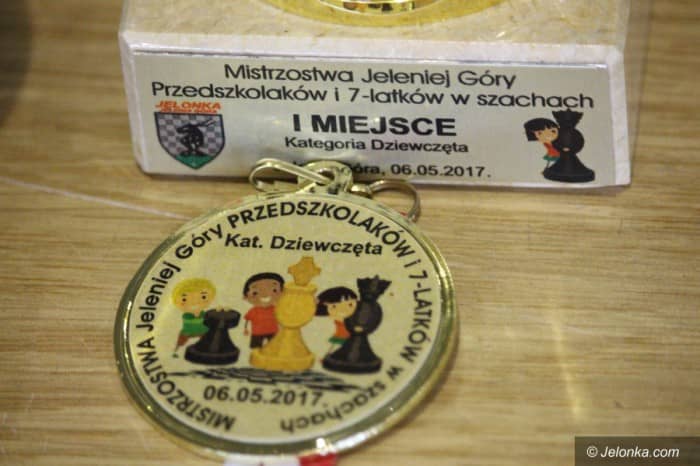 Mistrzostwa Jeleniej Góry
Przedszkolaków i 7-latków w szachach
JELONKA
I MIEJSCE
Kategoria Dziewczęta
06.05.2017.
MISTRZOSTWA Jeleniej Góry PRZEDSZKOLAKÓW i 7-LATKÓW w szachach
Kat. Dziewczęta
06.05.2017.
© Jelonka.com